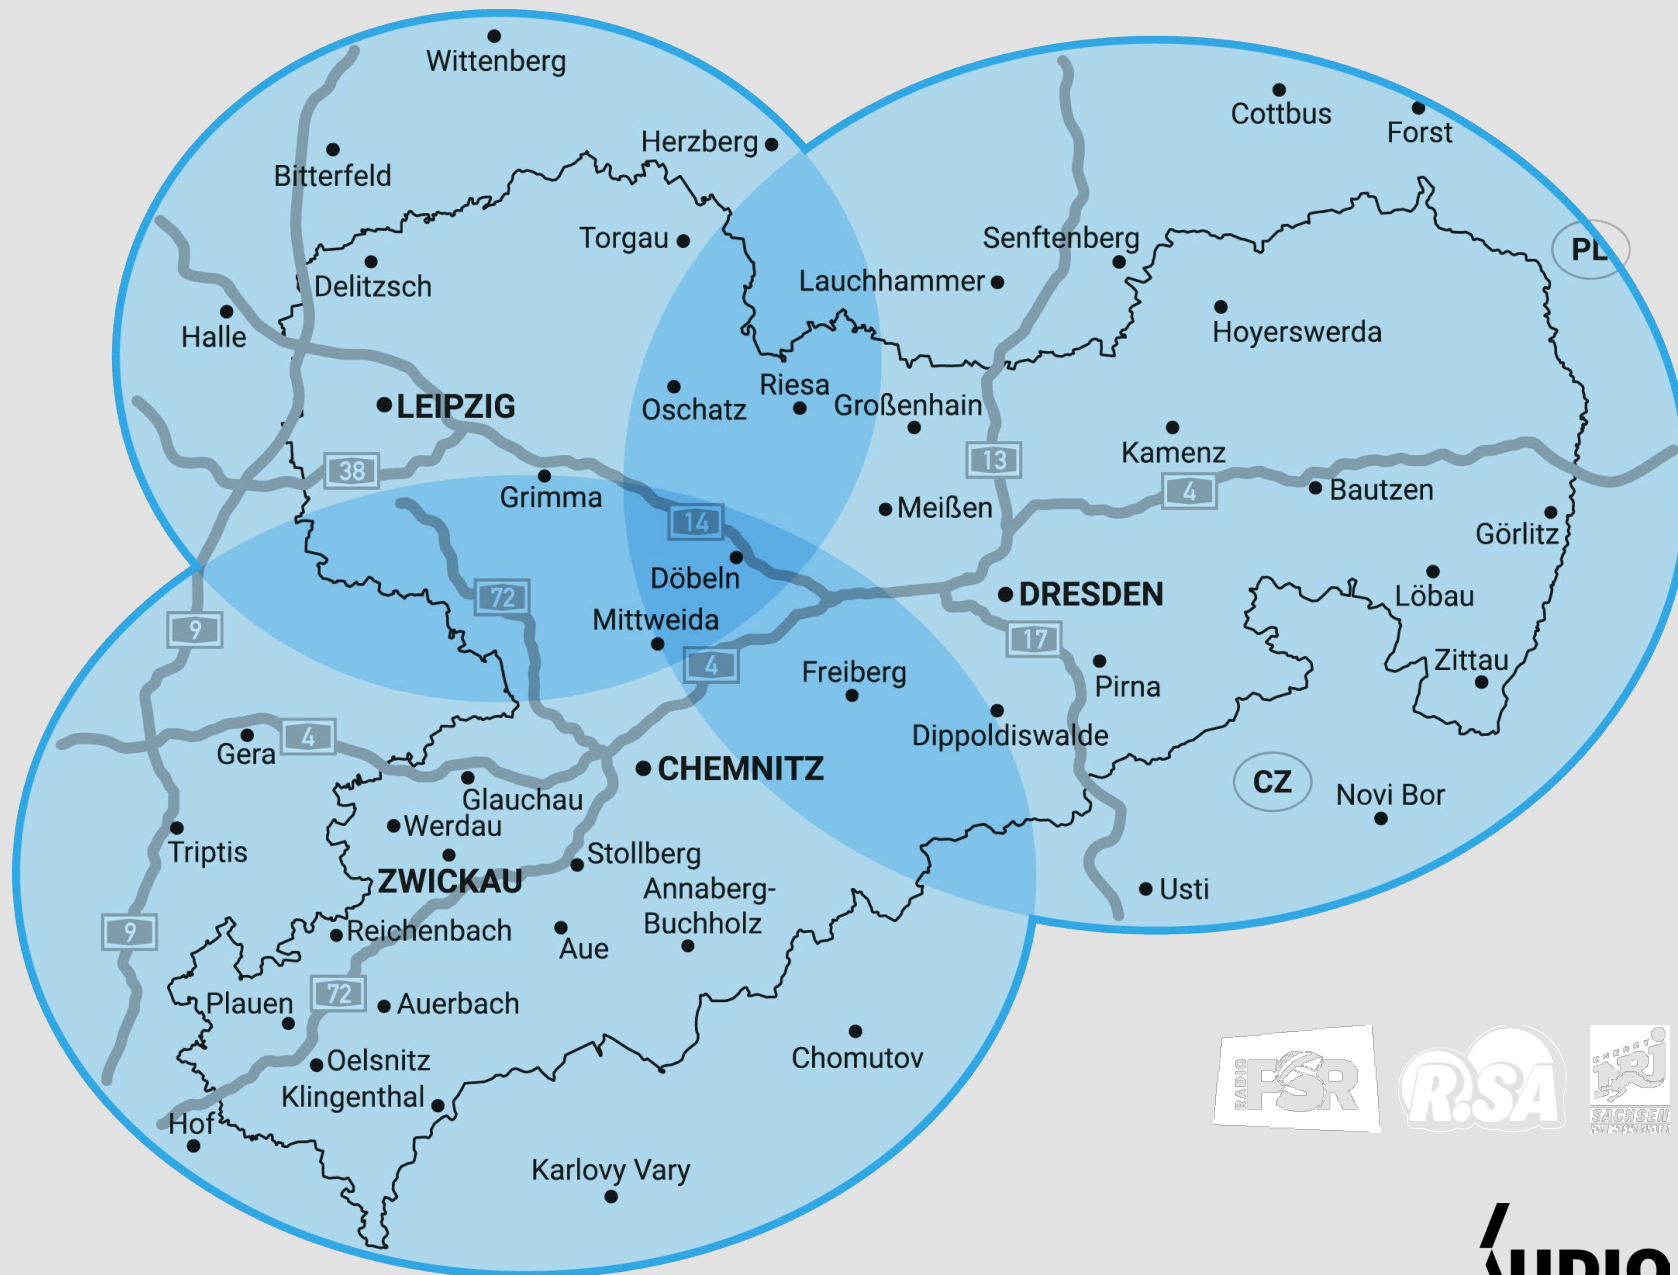 Wittenberg
Cottbus
Forst
Herzberg
Bitterfeld
Torgau
Senftenberg
PL
Lauchhammer
Delitzsch
Halle
Hoyerswerda
Riesa
LEIPZIG
Oschatz
Großenhain
Kamenz
38
13
4
Bautzen
Grimma
Meißen
14
Görlitz
Döbeln
72
DRESDEN
Löbau
Mittweida
9
17
4
Freiberg
Zittau
Pirna
4
Gera
Dippoldiswalde
CHEMNITZ
CZ
Novi Bor
Glauchau
Werdau
Triptis
Stollberg
ZWICKAU
Annaberg-
Buchholz
Usti
9
Reichenbach
Aue
72
Plauen
Auerbach
Oelsnitz
Chomutov
Klingenthal
Hof
Karlovy Vary
RADIO
PSR
R.SA
ENERGY
NRJ
SACHSEN
AUDIO